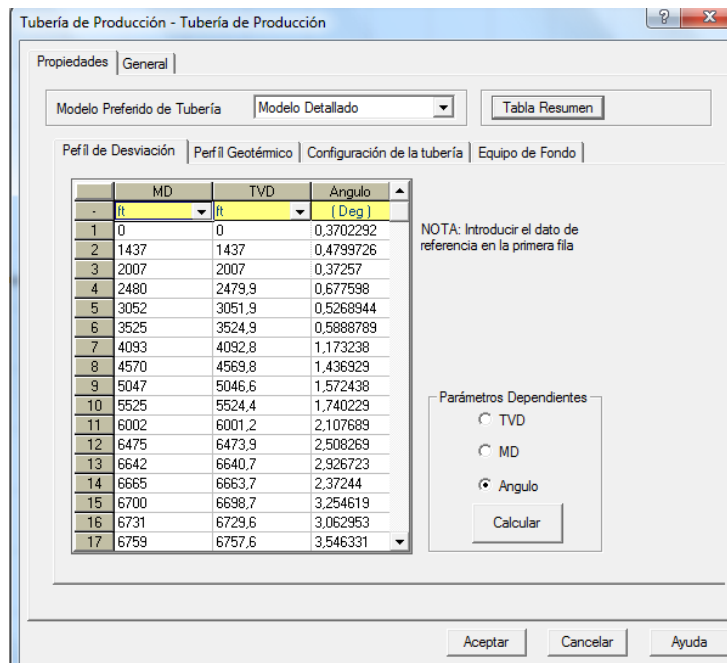 Tubería de Producción - Tubería de Producción
Propiedades General
Modelo Preferido de Tubería Modelo Detallado Tabla Resumen
Pefíl de Desviación Perfíl Geotérmico Configuración de la tubería Equipo de Fondo
MD TVD Angulo
- ft ft (Deg)
1 0 0 0,3702292
2 1437 1437 0,4799726
3 2007 2007 0,37257
4 2480 2479,9 0,677598
5 3052 3051,9 0,5268944
6 3525 3524,9 0,5888789
7 4093 4092,8 1,173238
8 4570 4569,8 1,436929
9 5047 5046,6 1,572438
10 5525 5524,4 1,740229
11 6002 6001,2 2,107689
12 6475 6473,9 2,508269
13 6642 6640,7 2,926723
14 6665 6663,7 2,37244
15 6700 6698,7 3,254619
16 6731 6729,6 3,062953
17 6759 6757,6 3,546331
NOTA: Introducir el dato de
referencia en la primera fila
Parámetros Dependientes
TVD
MD
Angulo
Calcular
Aceptar Cancelar Ayuda